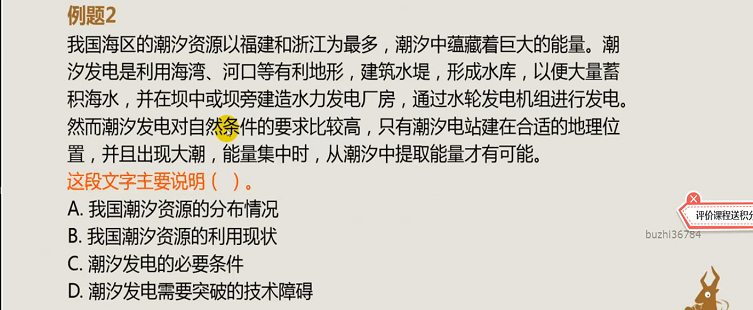 例题2
我国海区的潮汐资源以福建和浙江为最多，潮汐中蕴藏着巨大的能量。潮
汐发电是利用海湾、河口等有利地形，建筑水堤，形成水库，以便大量蓄
积海水，并在坝中或坝旁建造水力发电厂房，通过水轮发电机组进行发电。
然而潮汐发电对自然条件的要求比较高，只有潮汐电站建在合适的地理位
置，并且出现大潮，能量集中时，从潮汐中提取能量才有可能。
这段文字主要说明（ ）。
A. 我国潮汐资源的分布情况
评价课程送积分
B. 我国潮汐资源的利用现状
buzhi36784
C. 潮汐发电的必要条件
D. 潮汐发电需要突破的技术障碍